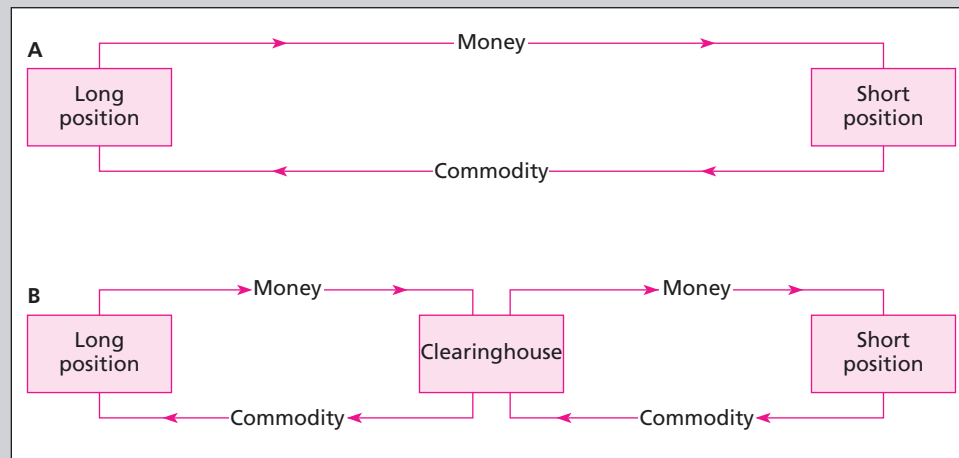 A
Money
Long
position
Short
position
Commodity
B
Money
Money
Long
position
Clearinghouse
Short
position
Commodity
Commodity